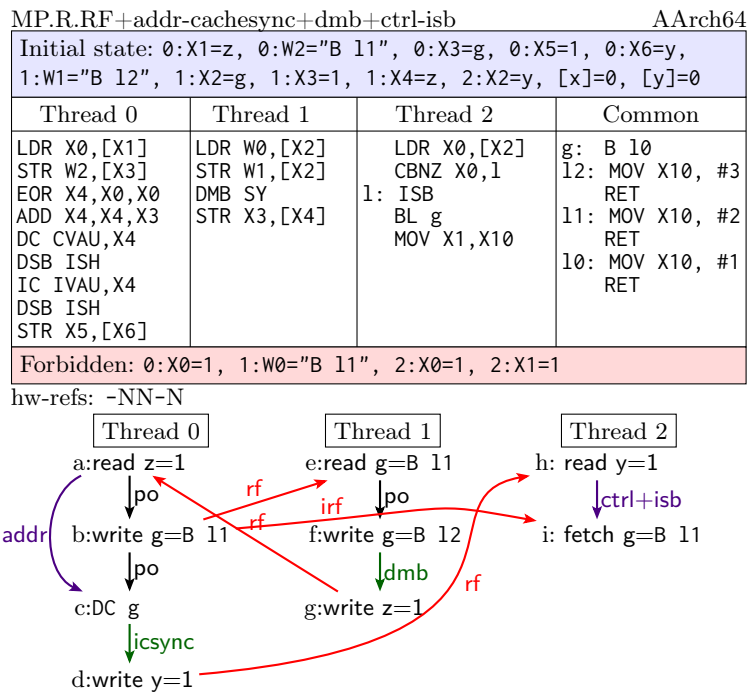 MP.R.RF+addr-cachesync+dmb+ctrl-isb AArch64
Initial state: 0:X1=z, 0:W2="B l1", 0:X3=g, 0:X5=1, 0:X6=y,
1:W1="B l2", 1:X2=g, 1:X3=1, 1:X4=z, 2:X2=y, [x]=0, [y]=0
Thread 0 Thread 1 Thread 2 Common
LDR X0,[X1] LDR W0,[X2] LDR X0,[X2] g: B l0
STR W2,[X3] STR W1,[X2] CBNZ X0,l l2: MOV X10, #3
EOR X4,X0,X0 DMB SY l: ISB RET
ADD X4,X4,X3 STR X3,[X4] BL g l1: MOV X10, #2
DC CVAU,X4 MOV X1,X10 RET
DSB ISH l0: MOV X10, #1
IC IVAU,X4 RET
DSB ISH
STR X5,[X6]
Forbidden: 0:X0=1, 1:W0="B l1", 2:X0=1, 2:X1=1
hw-refs: -NN-N
Thread 0 Thread 1 Thread 2
a:read z=1 e:read g=B l1 h: read y=1
po rf po ctrl+isb
irf
rf
addr b:write g=B l1 f:write g=B l2 i: fetch g=B l1
po dmb rf
c:DC g g:write z=1
icsync
d:write y=1